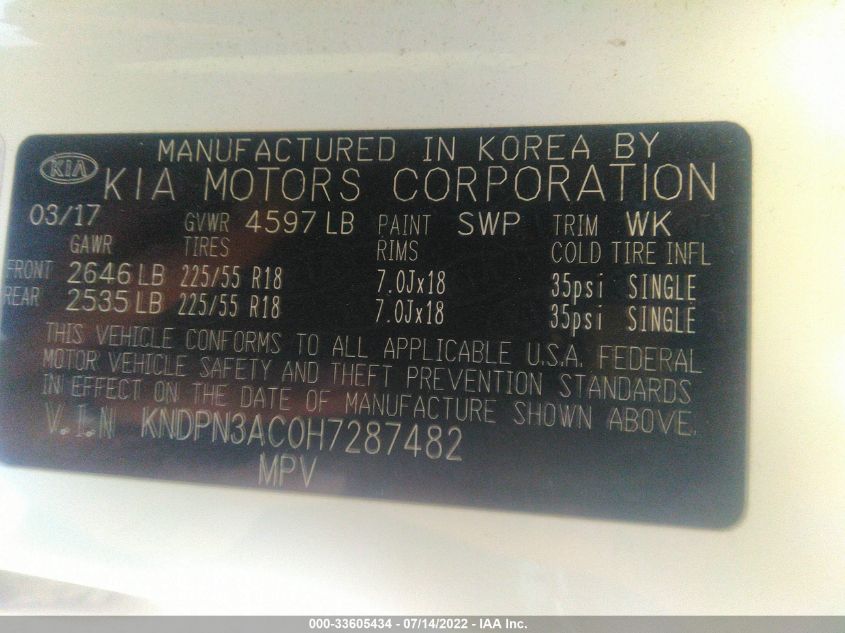 MANUFACTURED IN KOREA BY
KIA KIA MOTORS CORPORATION
03/17 GVWR 4597 LB PAINT SWP TRIM WK
GAWR TIRES RIMS COLD TIRE INFL
FRONT 2646 LB 225/55 R18 7.0Jx18 35psi SINGLE
REAR 2535 LB 225/55 R18 7.0Jx18 35psi SINGLE
THIS VEHICLE CONFORMS TO ALL APPLICABLE U.S.A. FEDERAL
MOTOR VEHICLE SAFETY AND THEFT PREVENTION STANDARDS
IN EFFECT ON THE DATE OF MANUFACTURE SHOWN ABOVE.
V.I.N KNDPN3AC0H7287482
MPV
000-33605434 - 07/14/2022 - IAA Inc.